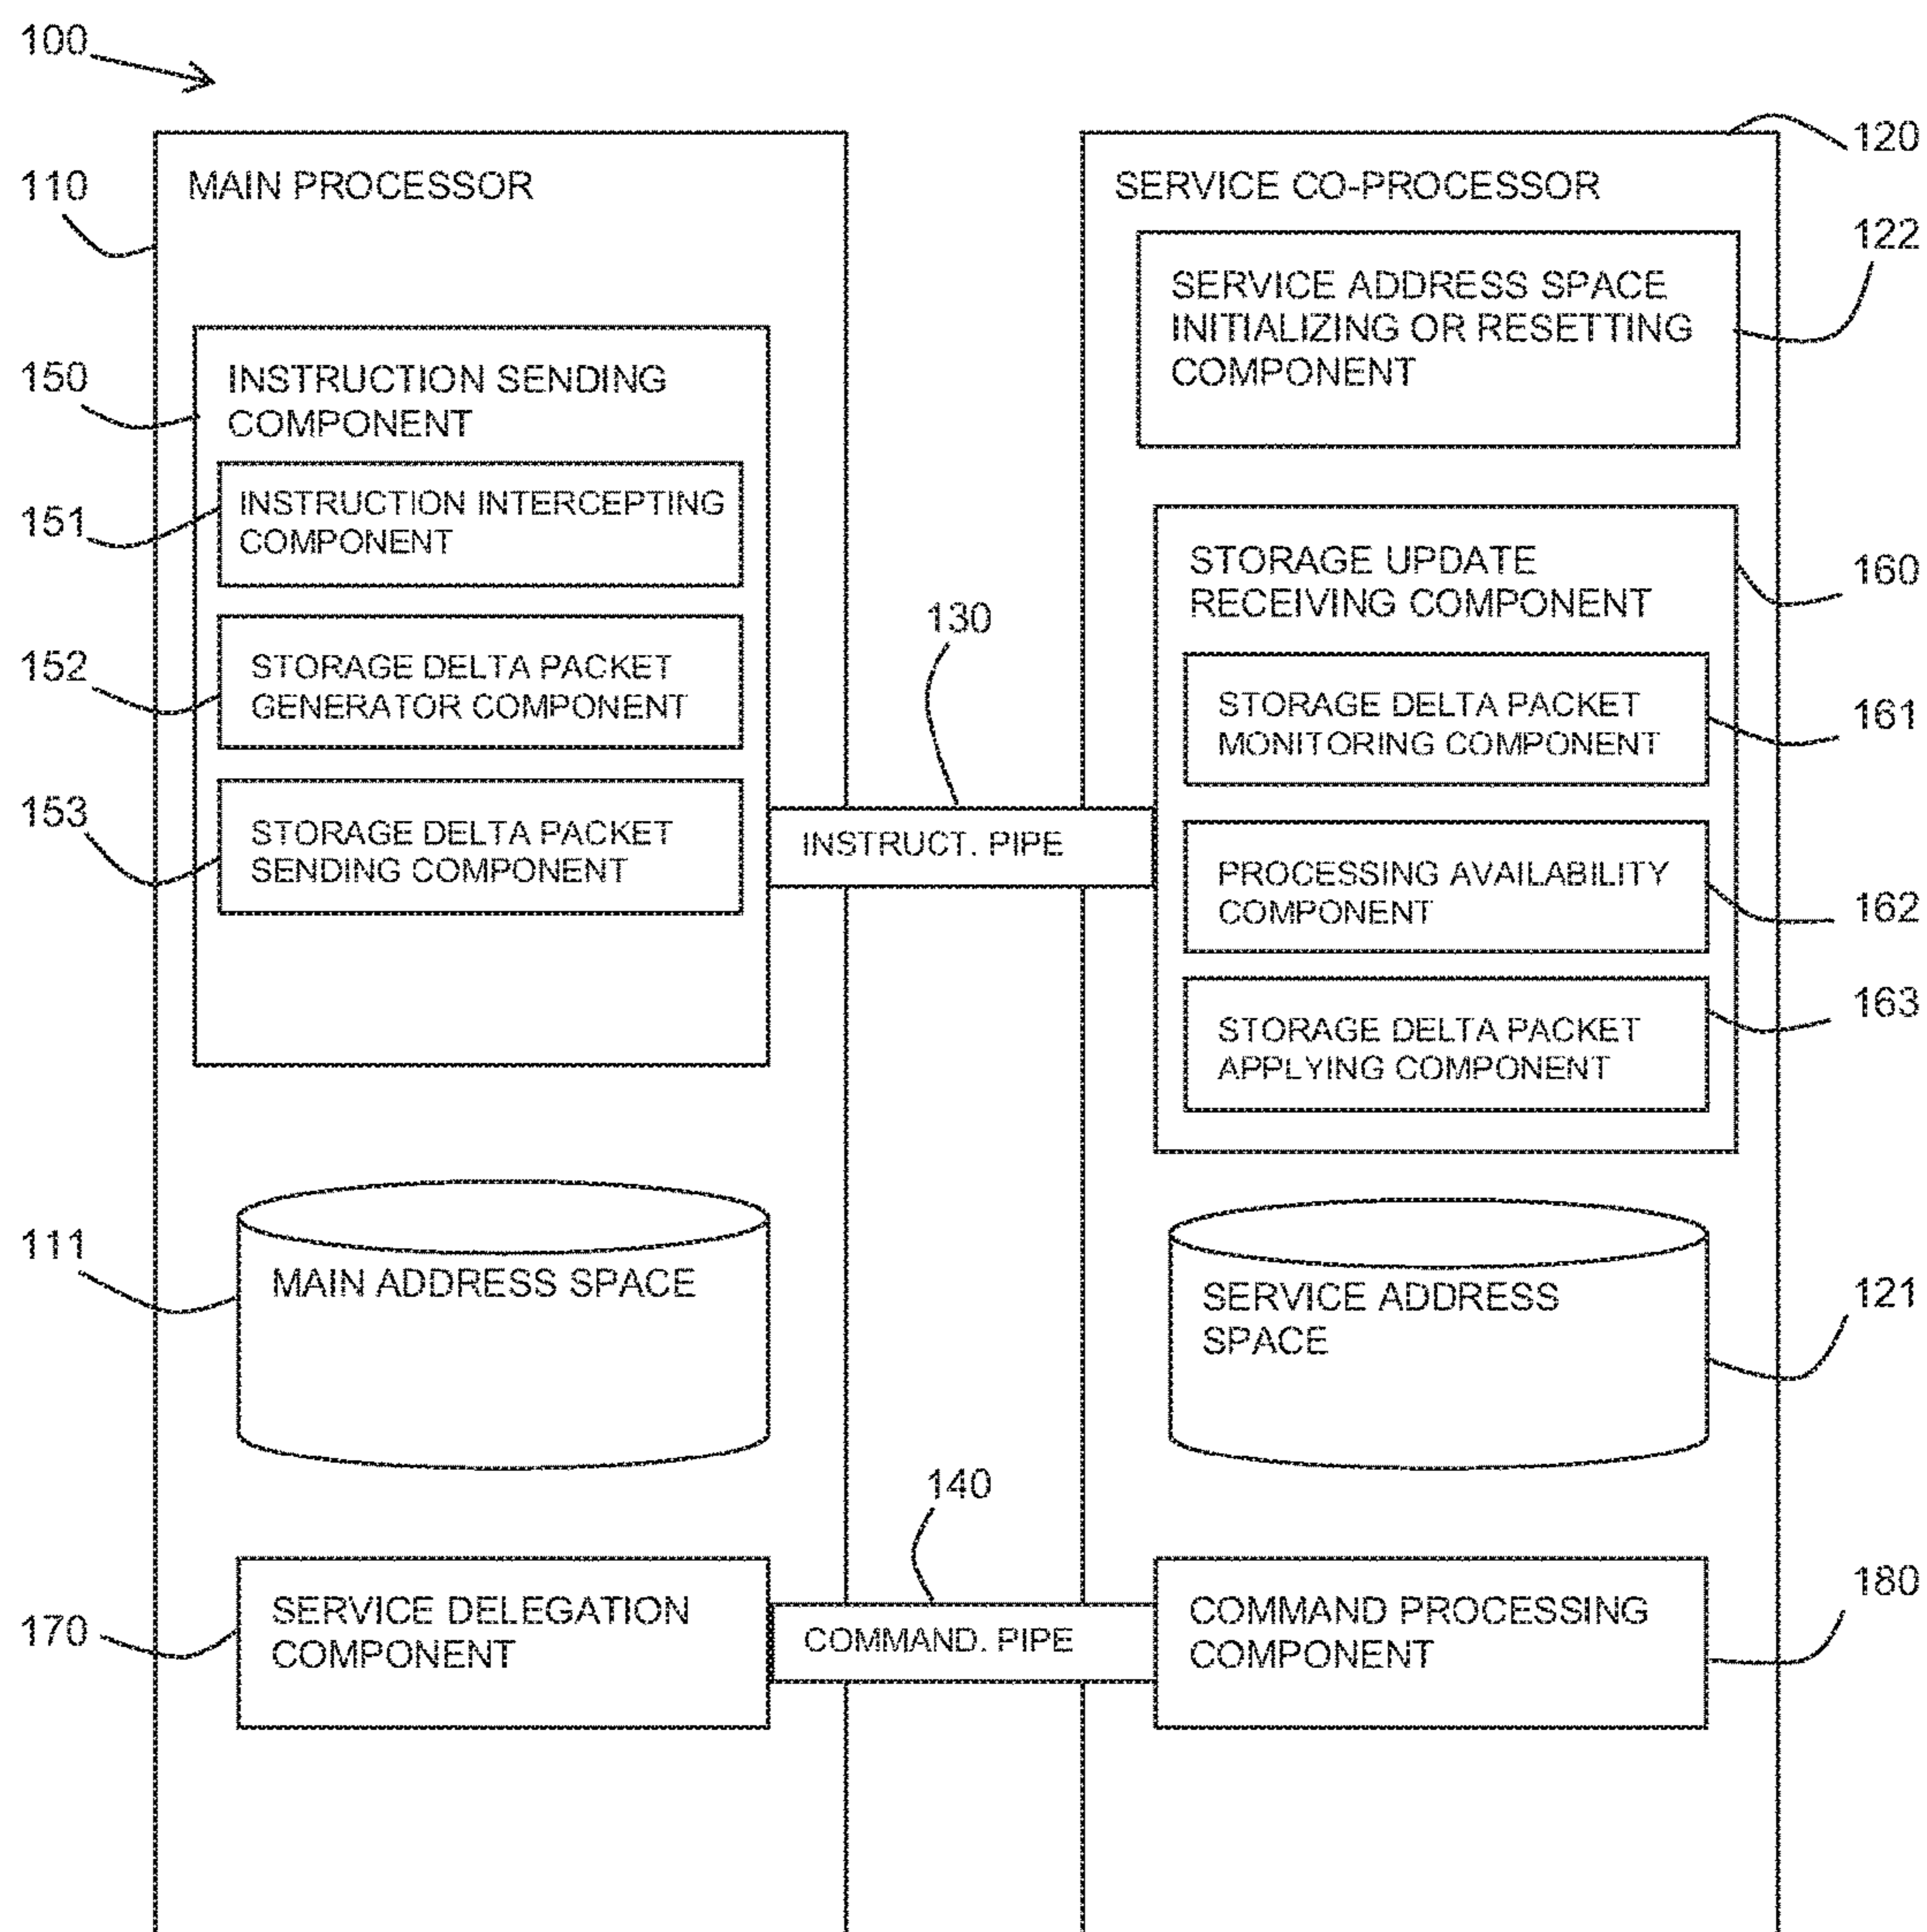 100
110
MAIN PROCESSOR
150
INSTRUCTION SENDING
COMPONENT
151
INSTRUCTION INTERCEPTING
COMPONENT
152
STORAGE DELTA PACKET
GENERATOR COMPONENT
153
STORAGE DELTA PACKET
SENDING COMPONENT
111
MAIN ADDRESS SPACE
170
SERVICE DELEGATION
COMPONENT
130
INSTRUCT. PIPE
140
COMMAND. PIPE
120
SERVICE CO-PROCESSOR
122
SERVICE ADDRESS SPACE
INITIALIZING OR RESETTING
COMPONENT
160
STORAGE UPDATE
RECEIVING COMPONENT
161
STORAGE DELTA PACKET
MONITORING COMPONENT
162
PROCESSING AVAILABILITY
COMPONENT
163
STORAGE DELTA PACKET
APPLYING COMPONENT
121
SERVICE ADDRESS
SPACE
180
COMMAND PROCESSING
COMPONENT